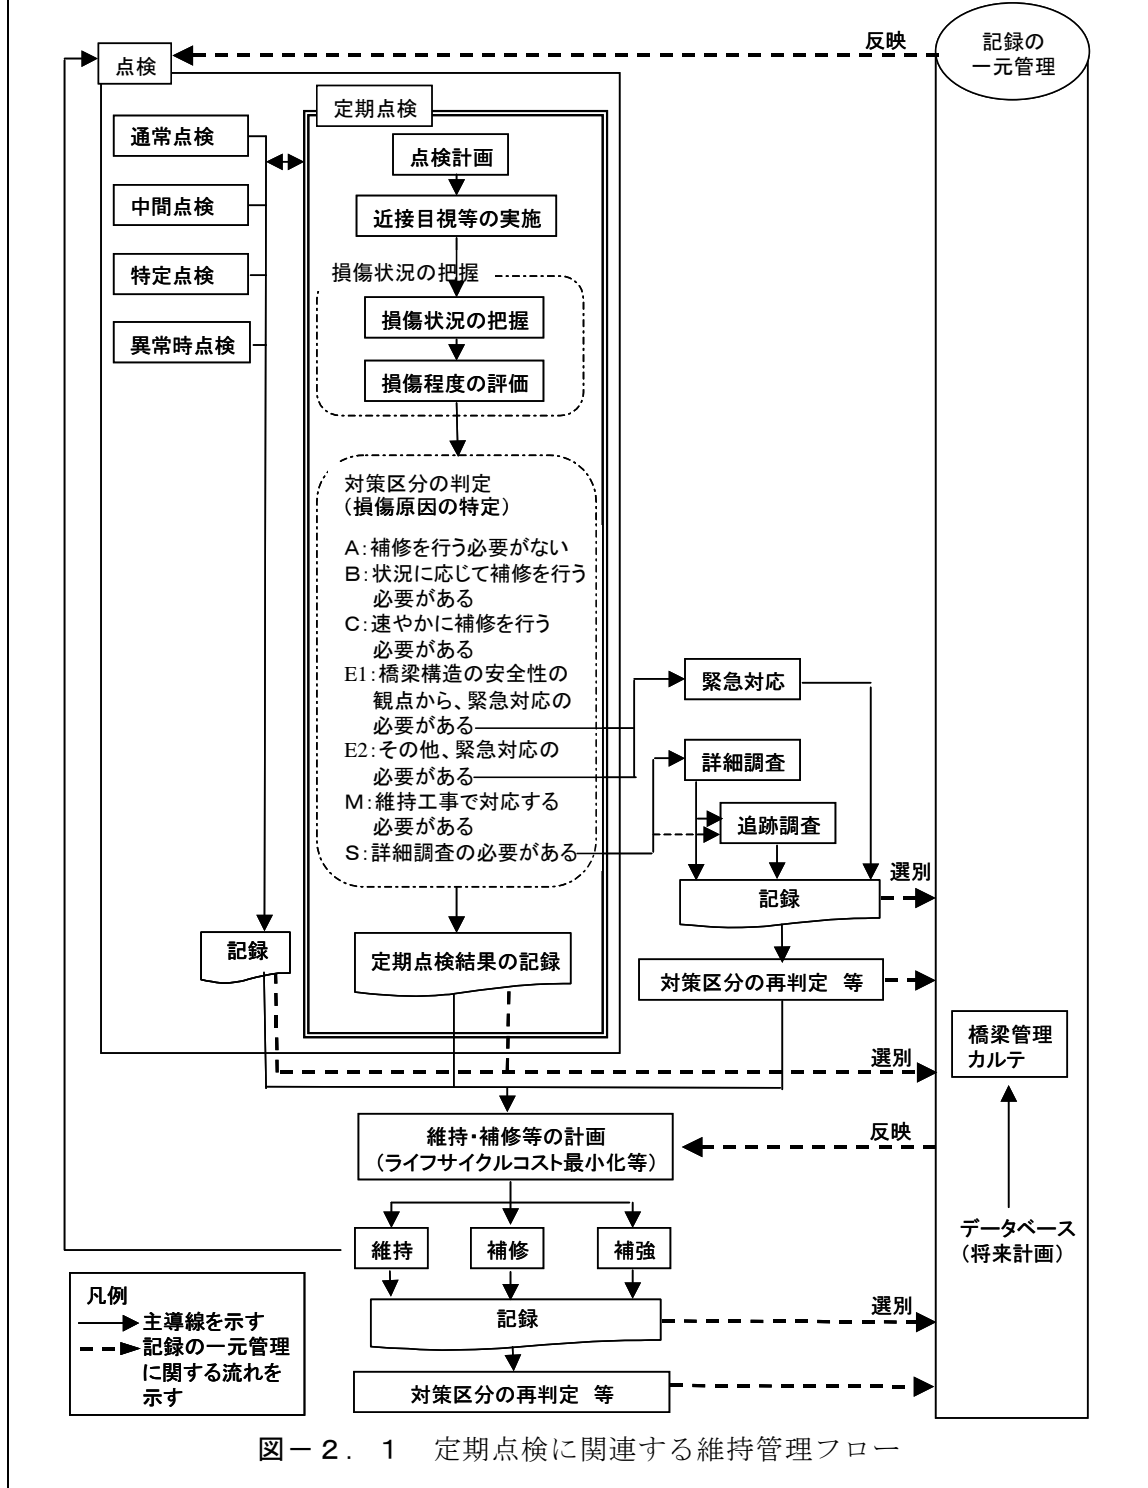 反映
記録の
一元管理
点検
定期点検
通常点検
中間点検
特定点検
異常時点検
点検計画
近接目視等の実施
損傷状況の把握
損傷状況の把握
損傷程度の評価
対策区分の判定
（損傷原因の特定）
A：補修を行う必要がない
B：状況に応じて補修を行う
必要がある
C：速やかに補修を行う
必要がある
E1：橋梁構造の安全性の
観点から、緊急対応の
必要がある
E2：その他、緊急対応の
必要がある
M：維持工事で対応する
必要がある
S：詳細調査の必要がある
緊急対応
詳細調査
追跡調査
記録
選別
対策区分の再判定　等
記録
定期点検結果の記録
選別
橋梁管理
カルテ
維持・補修等の計画
（ライフサイクルコスト最小化等）
反映
データベース
（将来計画）
維持
補修
補強
記録
選別
対策区分の再判定　等
凡例
主導線を示す
記録の一元管理
に関する流れを
示す
図－２．１　定期点検に関連する維持管理フロー